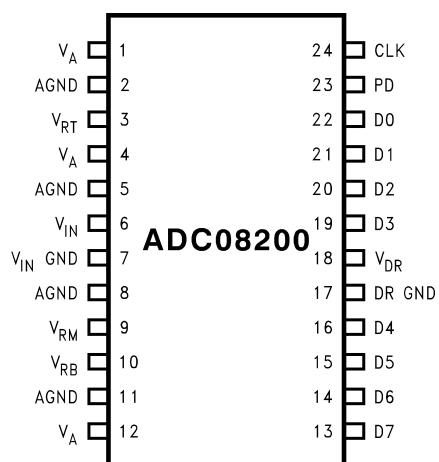 V_A 1 24 CLK
AGND 2 23 PD
V_RT 3 22 D0
V_A 4 21 D1
AGND 5 20 D2
V_IN 6 19 D3
ADC08200
V_IN GND 7 18 V_DR
AGND 8 17 DR GND
V_RM 9 16 D4
V_RB 10 15 D5
AGND 11 14 D6
V_A 12 13 D7